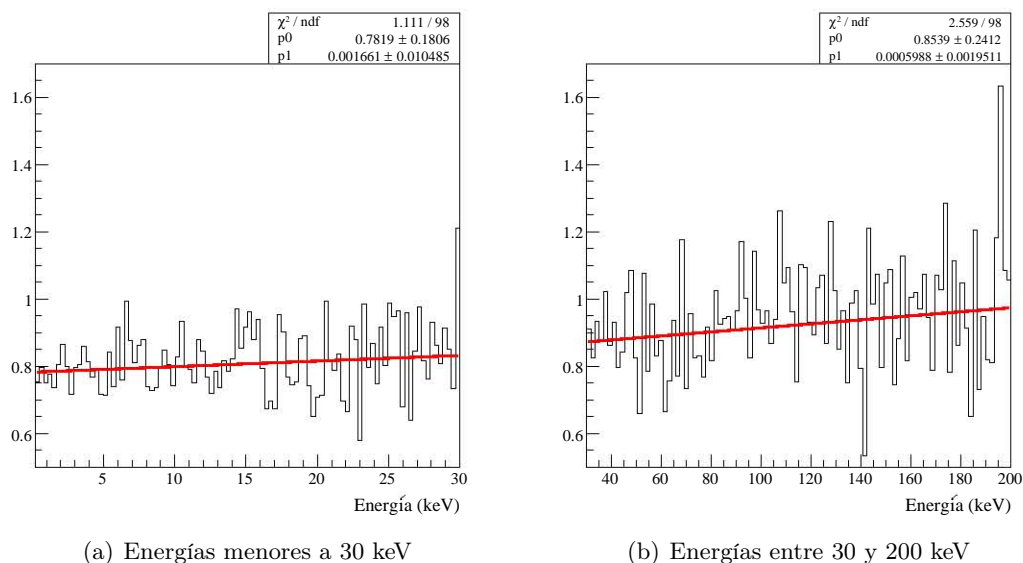 χ² / ndf 1.111 / 98
p0 0.7819 ± 0.1806
p1 0.001661 ± 0.010485
1.6
1.4
1.2
1
0.8
0.6
5 10 15 20 25 30
Energía (keV)
(a) Energías menores a 30 keV
χ² / ndf 2.559 / 98
p0 0.8539 ± 0.2412
p1 0.0005988 ± 0.0019511
1.6
1.4
1.2
1
0.8
0.6
40 60 80 100 120 140 160 180 200
Energía (keV)
(b) Energías entre 30 y 200 keV